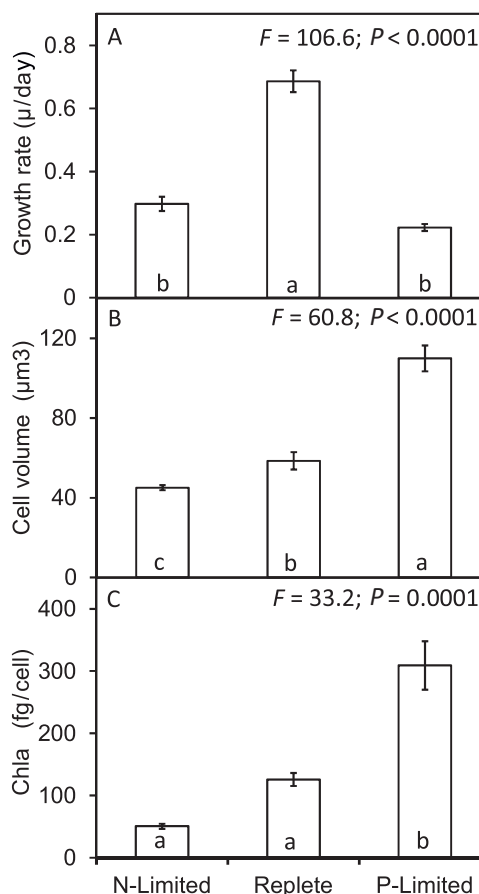 A
F = 106.6; P < 0.0001
Growth rate (µ/day)
0.8
0.6
0.4
0.2
0
b
a
b
B
F = 60.8; P < 0.0001
Cell volume (µm3)
120
80
40
0
c
b
a
C
F = 33.2; P = 0.0001
Chla (fg/cell)
400
300
200
100
0
a
a
b
N-Limited
Replete
P-Limited